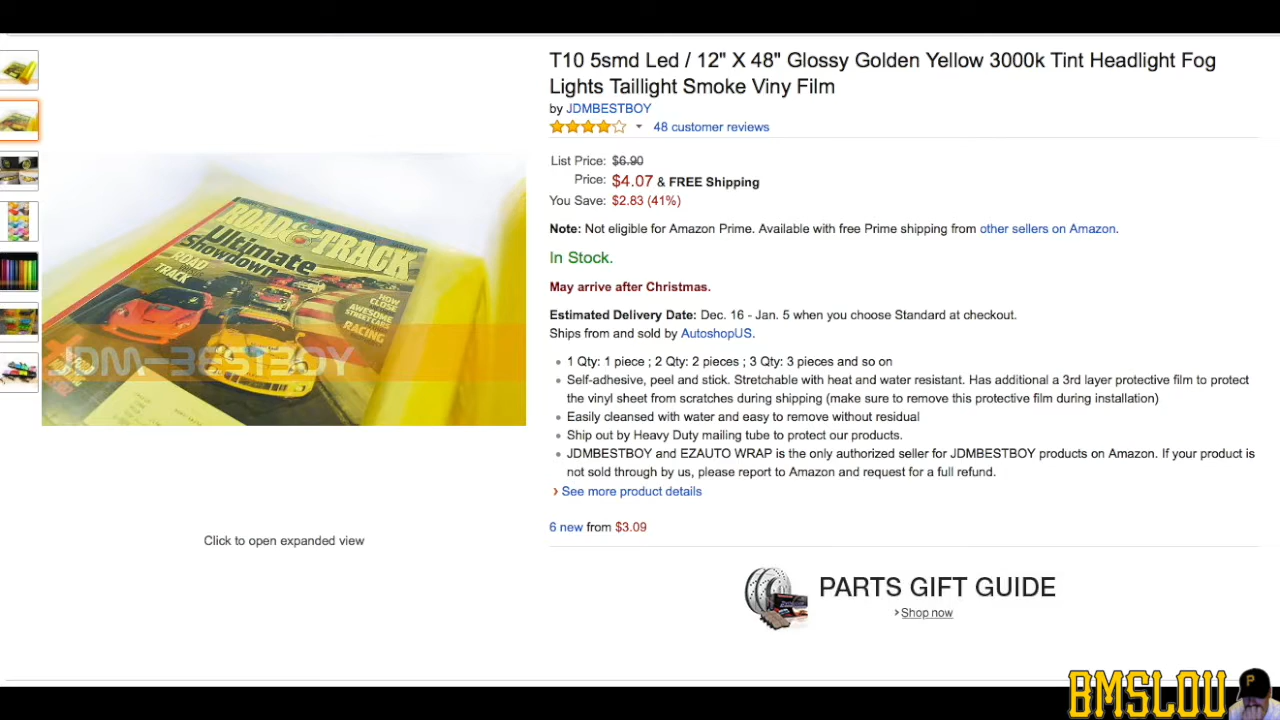 T10 5smd Led / 12" X 48" Glossy Golden Yellow 3000k Tint Headlight Fog
Lights Taillight Smoke Viny Film
by JDMBESTBOY
48 customer reviews
List Price: $6.90
Price: $4.07 & FREE Shipping
You Save: $2.83 (41%)
Note: Not eligible for Amazon Prime. Available with free Prime shipping from other sellers on Amazon.
In Stock.
May arrive after Christmas.
Estimated Delivery Date: Dec. 16 - Jan. 5 when you choose Standard at checkout.
Ships from and sold by AutoshopUS.
• 1 Qty: 1 piece ; 2 Qty: 2 pieces ; 3 Qty: 3 pieces and so on
• Self-adhesive, peel and stick. Stretchable with heat and water resistant. Has additional a 3rd layer protective film to protect
the vinyl sheet from scratches during shipping (make sure to remove this protective film during installation)
• Easily cleansed with water and easy to remove without residual
• Ship out by Heavy Duty mailing tube to protect our products.
• JDMBESTBOY and EZAUTO WRAP is the only authorized seller for JDMBESTBOY products on Amazon. If your product is
not sold through by us, please report to Amazon and request for a full refund.
› See more product details
6 new from $3.09
ROAD & TRACK
Ultimate
Showdown
ROAD
TRACK
HOW
CLOSE
AWESOME
STREET CARS
RACING
JDM-BESTBOY
Click to open expanded view
PARTS GIFT GUIDE
› Shop now
BMSLOU
P